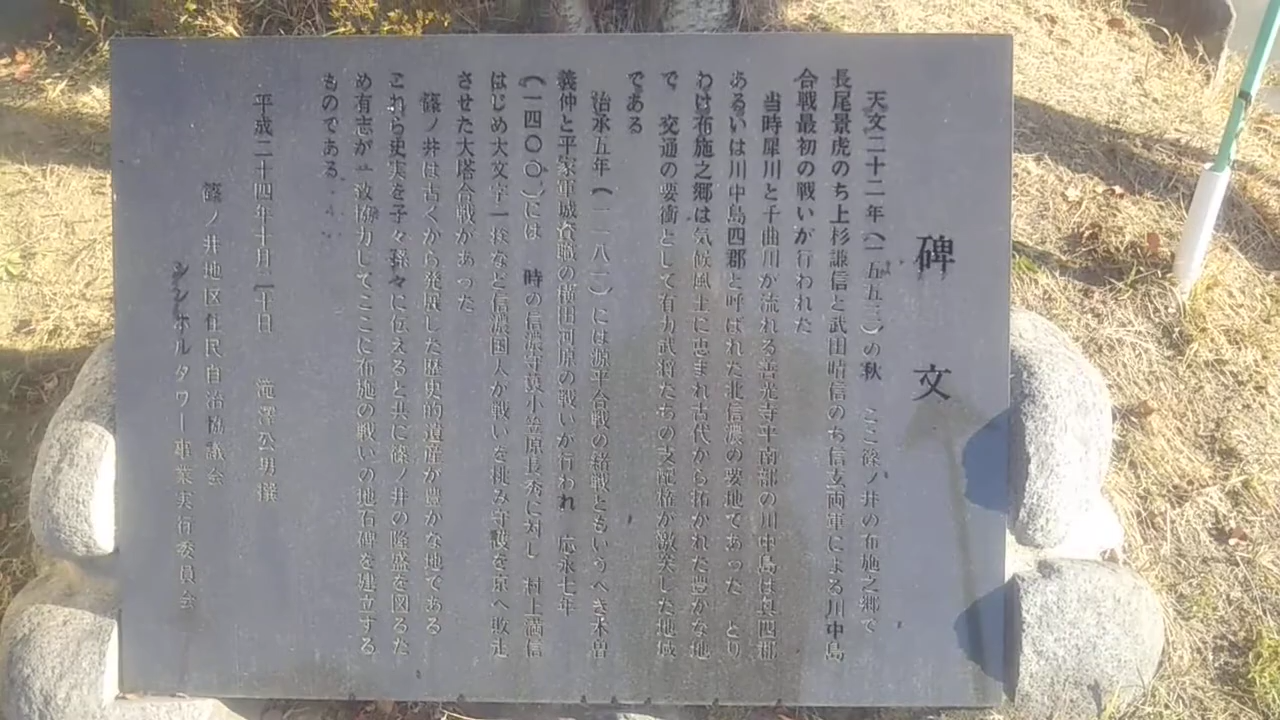 碑文
天文二十二年(一五五三)の秋 ここ篠ノ井の布施之郷で
長尾景虎のち上杉謙信と武田晴信のち信玄両軍による川中島
合戦最初の戦いが行われた
当時犀川と千曲川が流れる善光寺平南部の川中島は奥四郡
あるいは川中島四郡と呼ばれた北信濃の要地であった とり
わけ布施之郷は気候風土に恵まれ古代から拓かれた豊かな地
で 交通の要衝として有力武将たちの支配権が激突した地域
である
治承五年(一一八一)には源平合戦の緒戦ともいうべき木曽
義仲と平家軍城資職の横田河原の戦いが行われ 応永七年
(一四〇〇)には 時の信濃守護小笠原長秀に対し 村上満信
はじめ大文字一揆など信濃国人が戦いを挑み守護を京へ敗走
させた大塔合戦があった
篠ノ井は古くから発展した歴史的遺産が豊かな地である
これら史実を子々孫々に伝えると共に篠ノ井の隆盛を図るた
め有志が一致協力してここに布施の戦いの地石碑を建立する
ものである
平成二十四年十月二十日 滝澤公男撰
篠ノ井地区住民自治協議会
シンボルタワー事業実行委員会